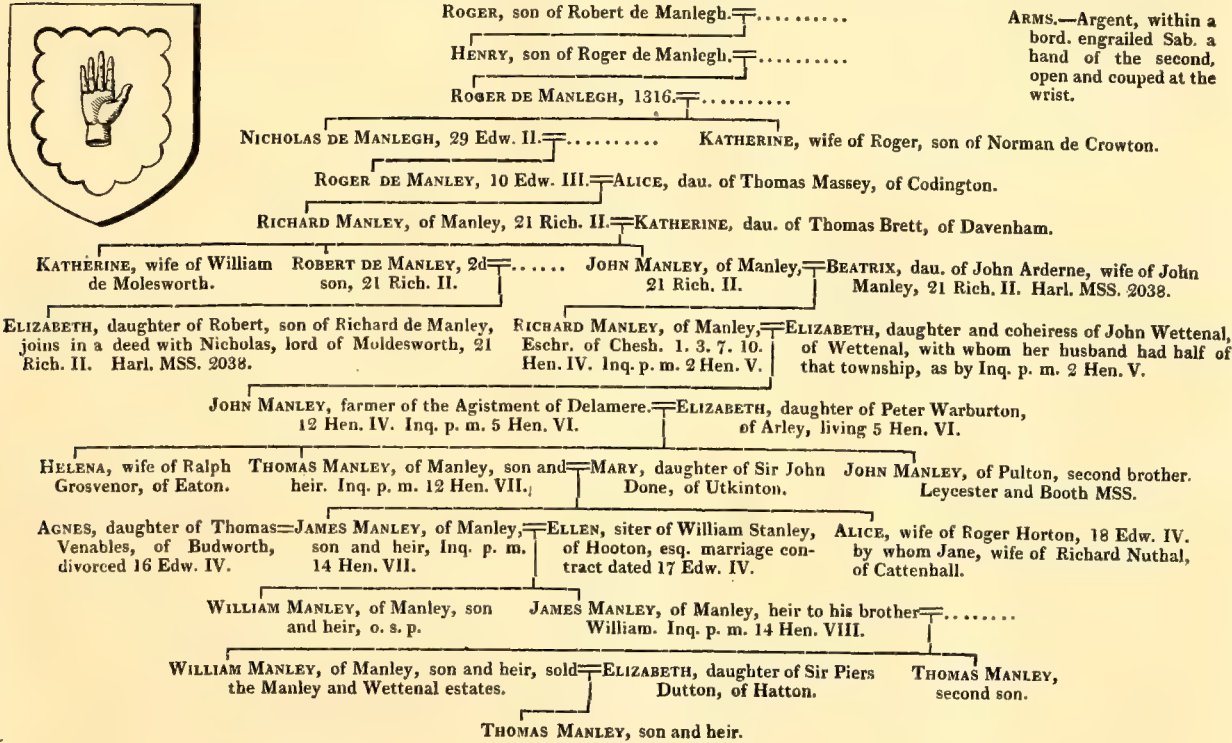 ROGER, son of Robert de Manlegh.=..........
ARMS.—Argent, within a
bord. engrailed Sab. a
hand of the second,
open and couped at the
wrist.
HENRY, son of Roger de Manlegh.=..........
ROGER DE MANLEGH, 1316.=..........
NICHOLAS DE MANLEGH, 29 Edw. II.=..........
KATHERINE, wife of Roger, son of Norman de Crowton.
ROGER DE MANLEY, 10 Edw. III.=ALICE, dau. of Thomas Massey, of Codington.
RICHARD MANLEY, of Manley, 21 Rich. II.=KATHERINE, dau. of Thomas Brett, of Davenham.
KATHERINE, wife of William
de Molesworth.
ROBERT DE MANLEY, 2d=......
son, 21 Rich. II.
JOHN MANLEY, of Manley,=
21 Rich. II.
BEATRIX, dau. of John Arderne, wife of John
Manley, 21 Rich. II. Harl. MSS. 2038.
ELIZABETH, daughter of Robert, son of Richard de Manley,
joins in a deed with Nicholas, lord of Moldesworth, 21
Rich. II. Harl. MSS. 2038.
RICHARD MANLEY, of Manley,=
Eschr. of Chesh. 1. 3. 7. 10.
Hen. IV. Inq. p. m. 2 Hen. V.
ELIZABETH, daughter and coheiress of John Wettenal,
of Wettenal, with whom her husband had half of
that township, as by Inq. p. m. 2 Hen. V.
JOHN MANLEY, farmer of the Agistment of Delamere.=
12 Hen. IV. Inq. p. m. 5 Hen. VI.
ELIZABETH, daughter of Peter Warburton,
of Arley, living 5 Hen. VI.
HELENA, wife of Ralph
Grosvenor, of Eaton.
THOMAS MANLEY, of Manley, son and=
heir. Inq. p. m. 12 Hen. VII.
MARY, daughter of Sir John
Done, of Utkinton.
JOHN MANLEY, of Pulton, second brother.
Leycester and Booth MSS.
AGNES, daughter of Thomas=
Venables, of Budworth,
divorced 16 Edw. IV.
JAMES MANLEY, of Manley,=
son and heir, Inq. p. m.
14 Hen. VII.
ELLEN, siter of William Stanley,
of Hooton, esq. marriage con-
tract dated 17 Edw. IV.
ALICE, wife of Roger Horton, 18 Edw. IV.
by whom Jane, wife of Richard Nuthal,
of Cattenhall.
WILLIAM MANLEY, of Manley, son
and heir, o. s. p.
JAMES MANLEY, of Manley, heir to his brother=........
William. Inq. p. m. 14 Hen. VIII.
WILLIAM MANLEY, of Manley, son and heir, sold=
the Manley and Wettenal estates.
ELIZABETH, daughter of Sir Piers
Dutton, of Hatton.
THOMAS MANLEY,
second son.
THOMAS MANLEY, son and heir.